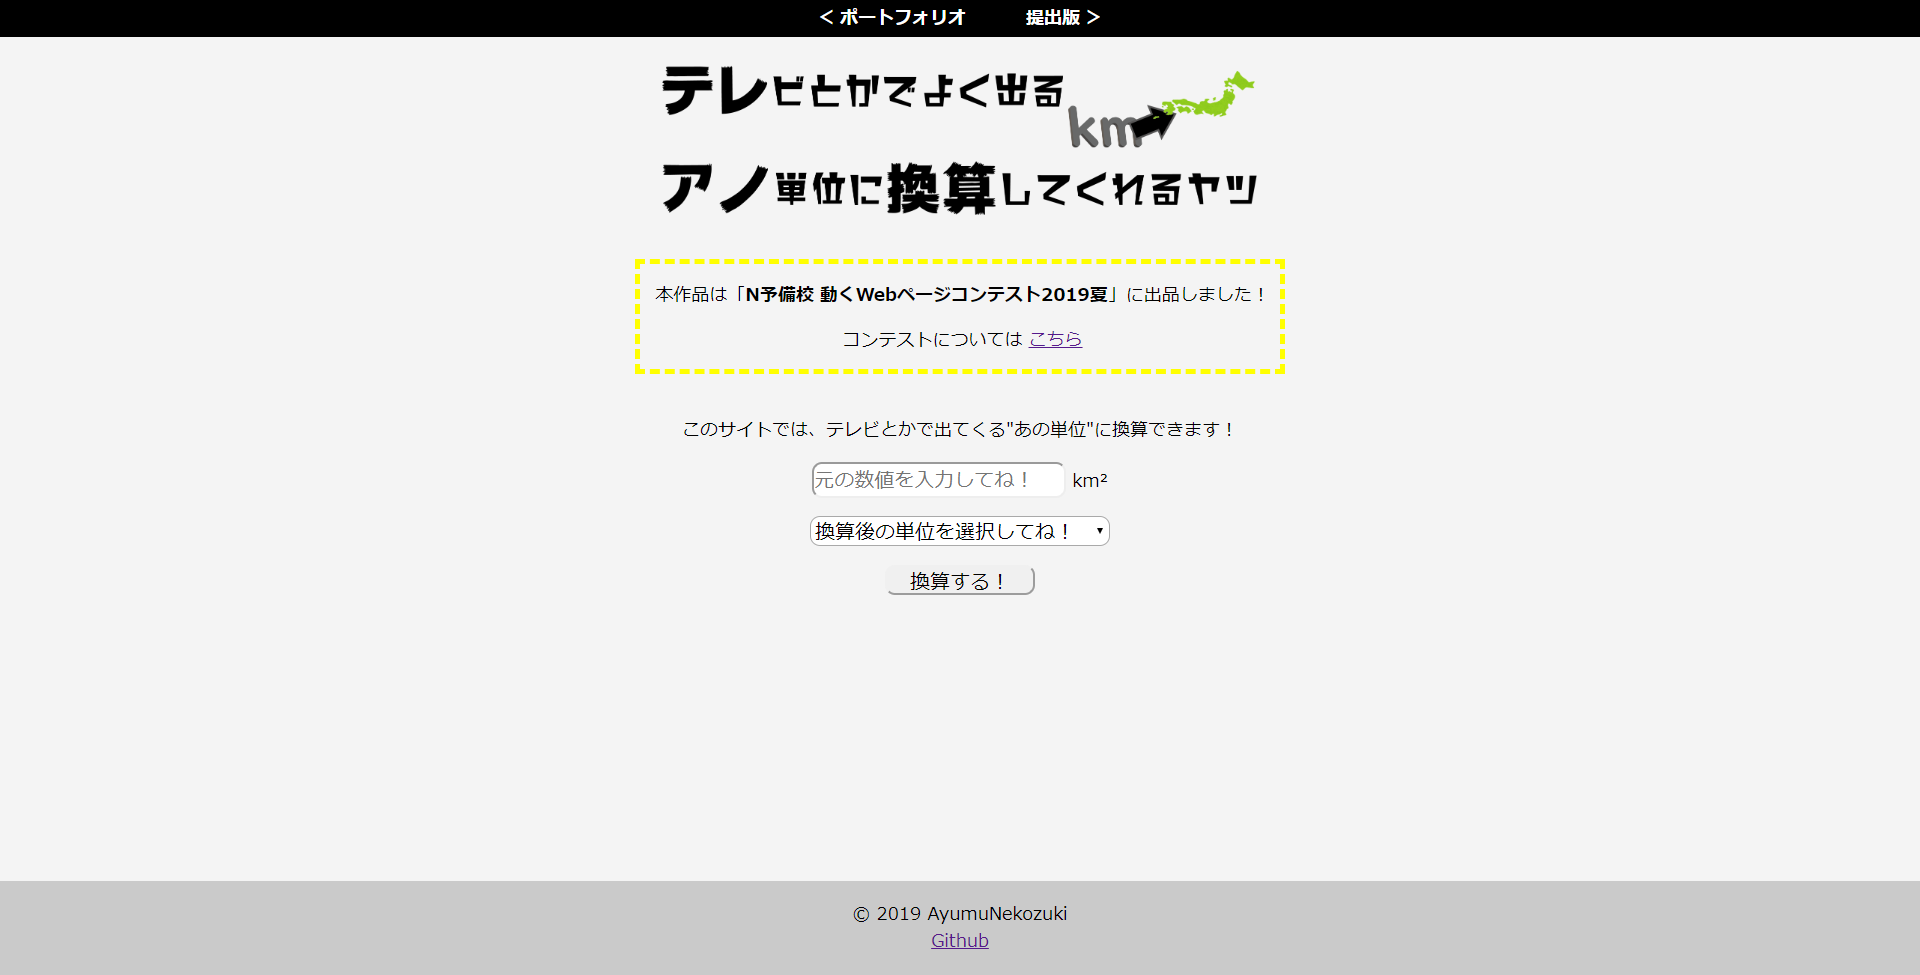 < ポートフォリオ 提出版 >
テレビとかでよく出る
km
アノ単位に換算してくれるヤツ
本作品は「N予備校 動くWebページコンテスト2019夏」に出品しました！
コンテストについては こちら
このサイトでは、テレビとかで出てくる"あの単位"に換算できます！
元の数値を入力してね！ km²
換算後の単位を選択してね！
換算する！
© 2019 AyumuNekozuki
Github